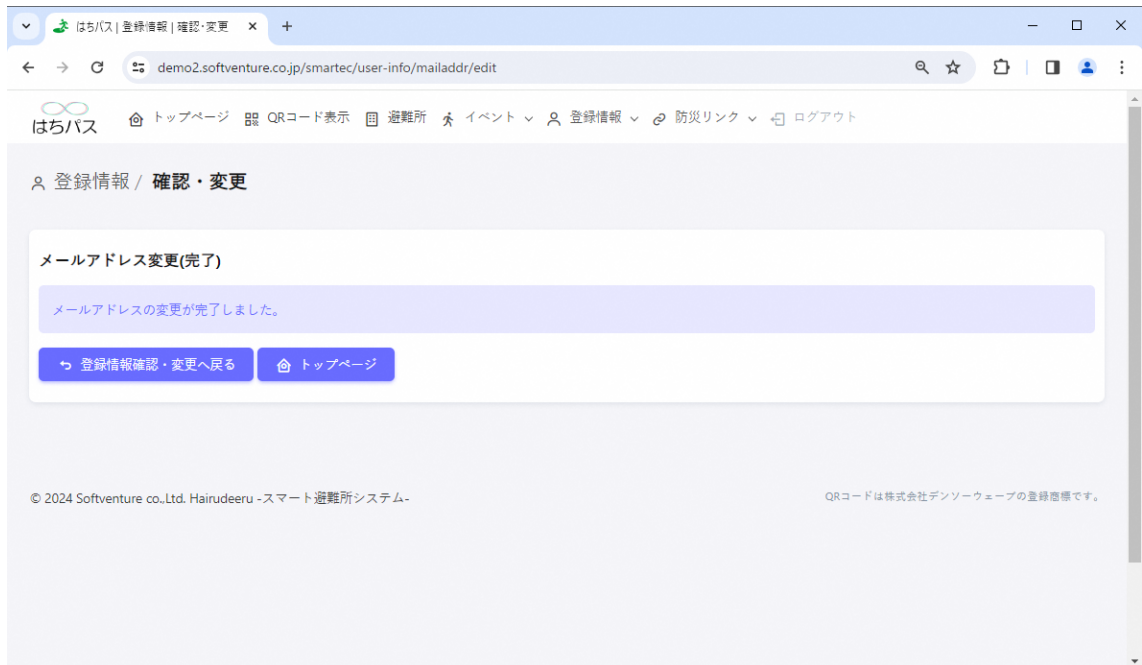 はちパス | 登録情報 | 確認・変更
demo2.softventure.co.jp/smartec/user-info/mailaddr/edit
はちパス トップページ QRコード表示 避難所 イベント 登録情報 防災リンク ログアウト
登録情報 / 確認・変更
メールアドレス変更(完了)
メールアドレスの変更が完了しました。
登録情報確認・変更へ戻る トップページ
© 2024 Softventure co.,Ltd. Hairudeeru -スマート避難所システム-
QRコードは株式会社デンソーウェーブの登録商標です。